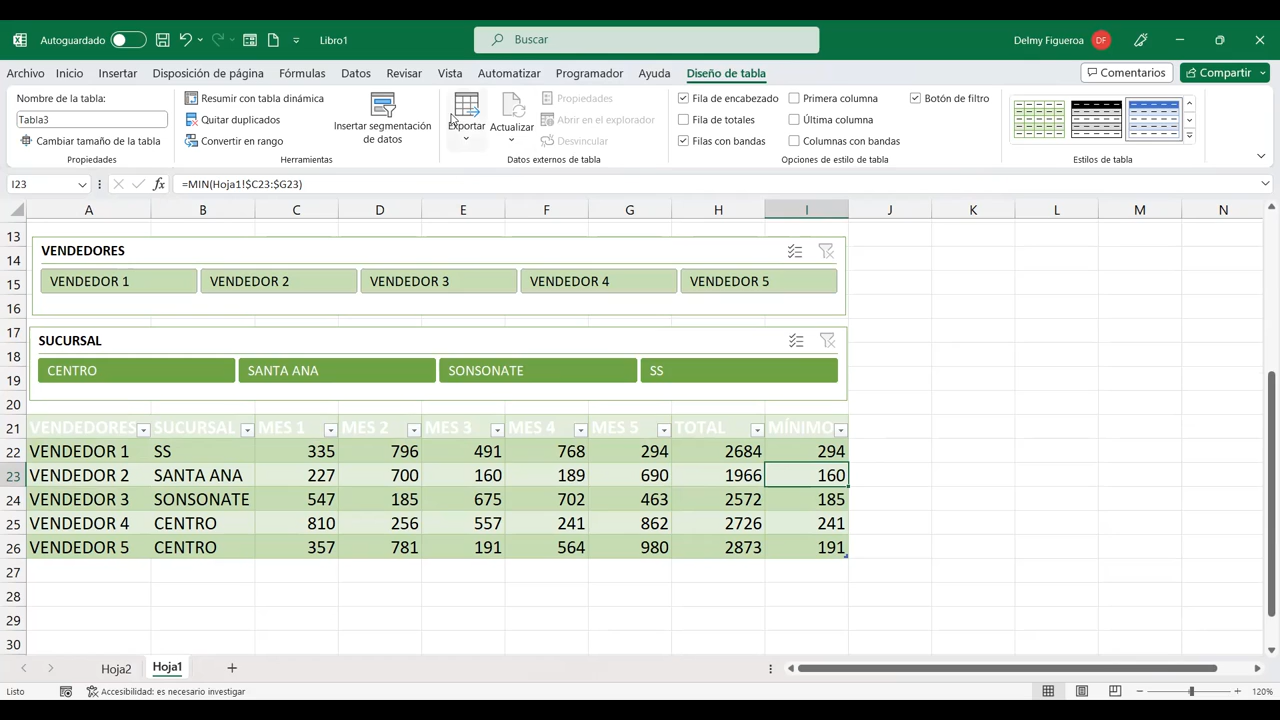 Autoguardado Libro1 Buscar Delmy Figueroa DF
Archivo Inicio Insertar Disposición de página Fórmulas Datos Revisar Vista Automatizar Programador Ayuda Diseño de tabla Comentarios Compartir
Nombre de la tabla:
Tabla3
Cambiar tamaño de la tabla
Propiedades
Resumir con tabla dinámica
Quitar duplicados
Convertir en rango
Insertar segmentación
de datos
Herramientas
Exportar
Actualizar
Propiedades
Abrir en el explorador
Desvincular
Datos externos de tabla
Fila de encabezado
Fila de totales
Filas con bandas
Primera columna
Última columna
Columnas con bandas
Botón de filtro
Opciones de estilo de tabla
Estilos de tabla
I23 fx =MIN(Hoja1!$C23:$G23)
A B C D E F G H I J K L M N
13
14 VENDEDORES
15 VENDEDOR 1 VENDEDOR 2 VENDEDOR 3 VENDEDOR 4 VENDEDOR 5
16
17 SUCURSAL
18
19 CENTRO SANTA ANA SONSONATE SS
20
21 VENDEDORES SUCURSAL MES 1 MES 2 MES 3 MES 4 MES 5 TOTAL MÍNIMO
22 VENDEDOR 1 SS 335 796 491 768 294 2684 294
23 VENDEDOR 2 SANTA ANA 227 700 160 189 690 1966 160
24 VENDEDOR 3 SONSONATE 547 185 675 702 463 2572 185
25 VENDEDOR 4 CENTRO 810 256 557 241 862 2726 241
26 VENDEDOR 5 CENTRO 357 781 191 564 980 2873 191
27
28
29
30
Hoja2 Hoja1
Listo Accesibilidad: es necesario investigar 120%